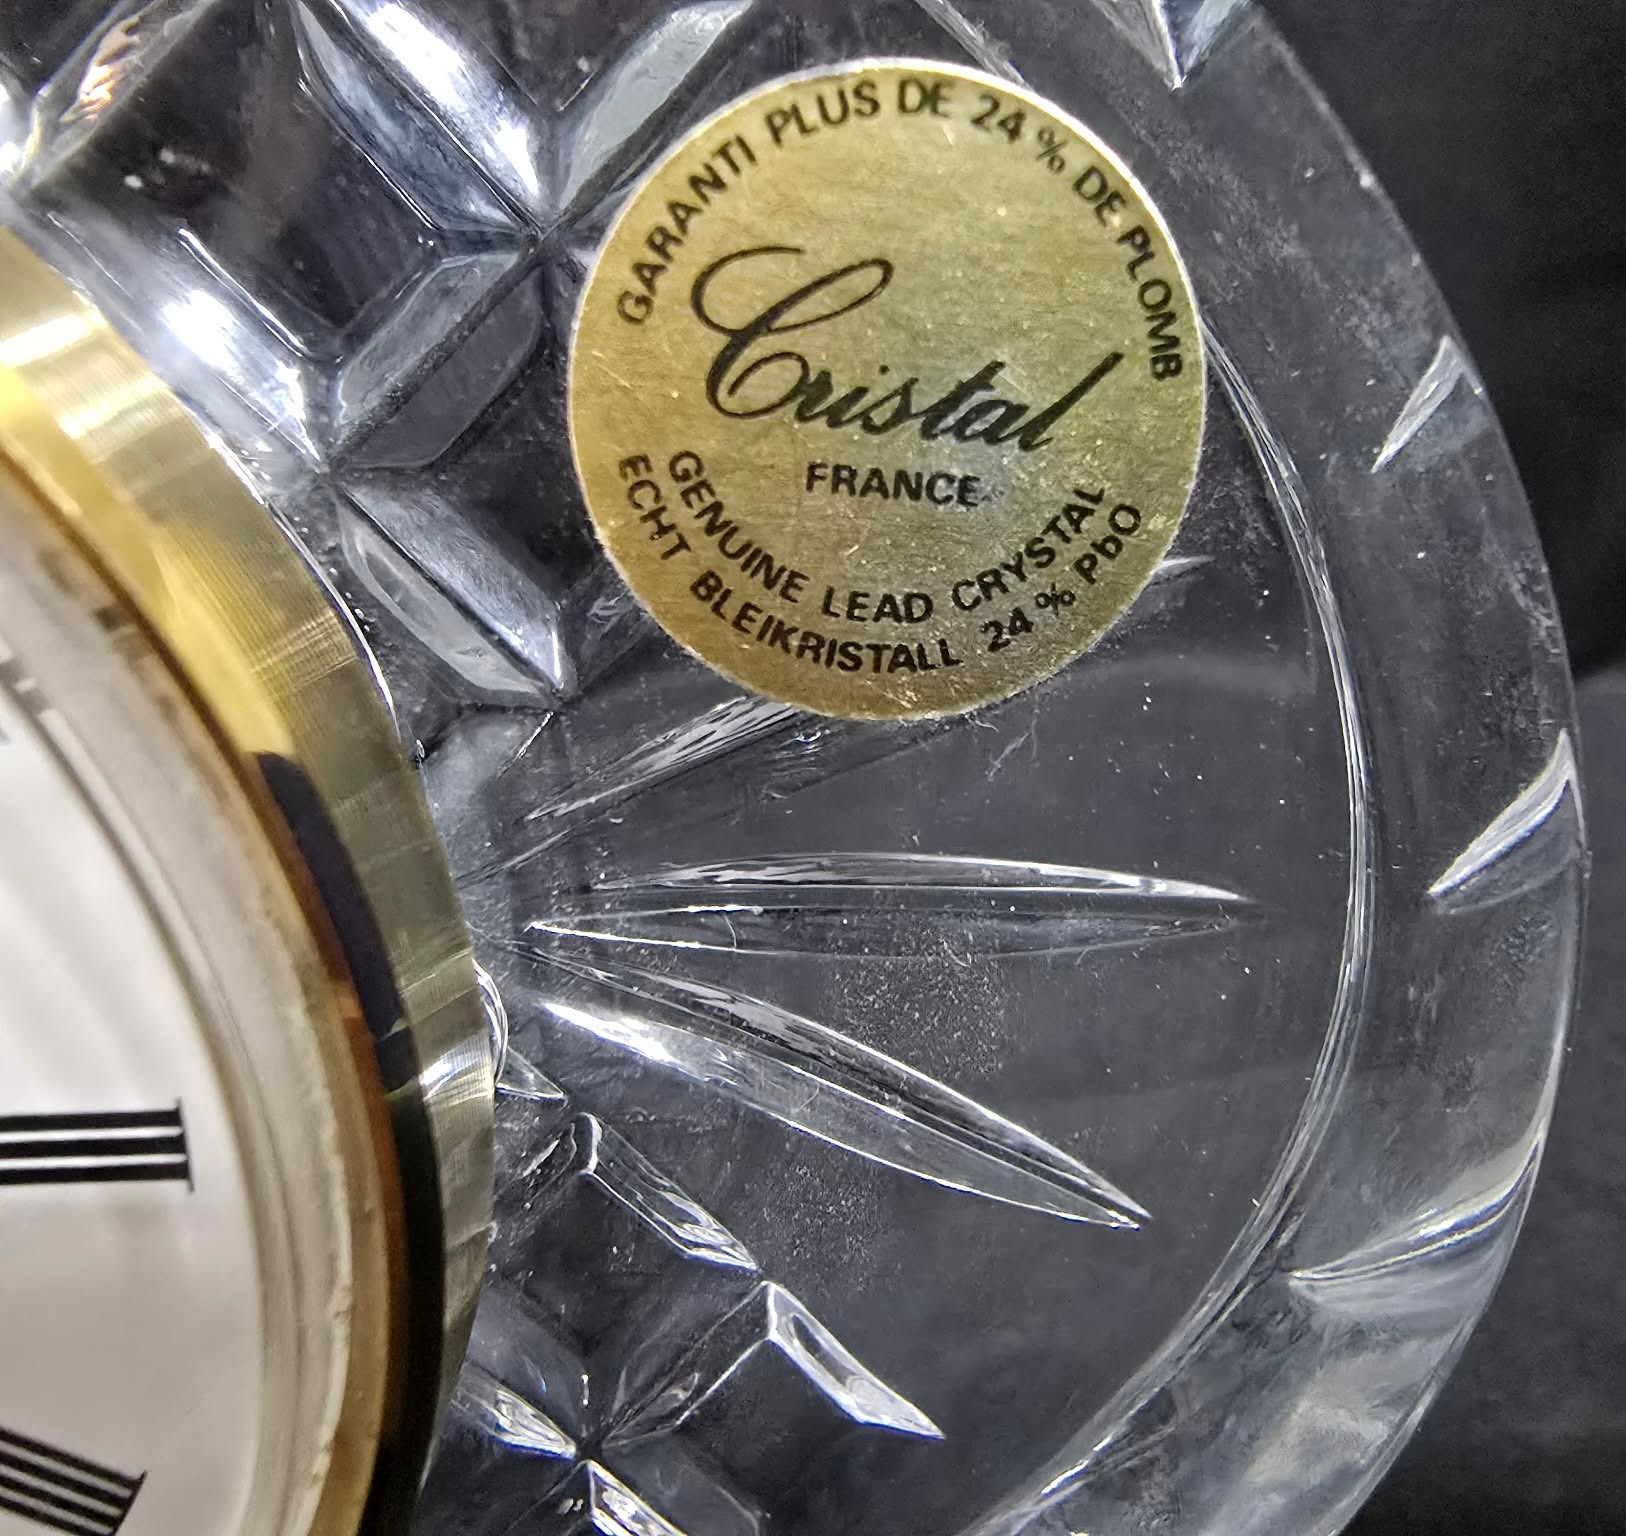 GARANTI PLUS DE 24 % DE PLOMB
Cristal
FRANCE
GENUINE LEAD CRYSTAL
ECHT BLEIKRISTALL 24 % PbO